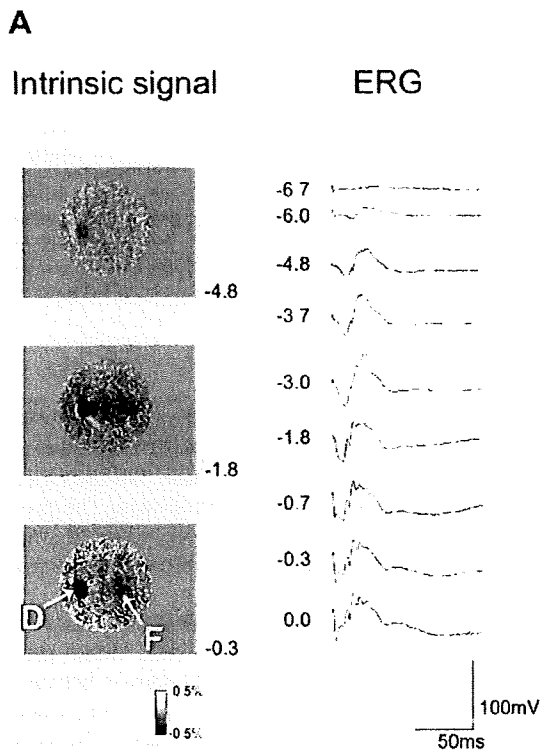 A
Intrinsic signal
ERG
-4.8
-1.8
D
F
-0.3
0.5%
-0.5%
-6 7
-6.0
-4.8
-3 7
-3.0
-1.8
-0.7
-0.3
0.0
100mV
50ms